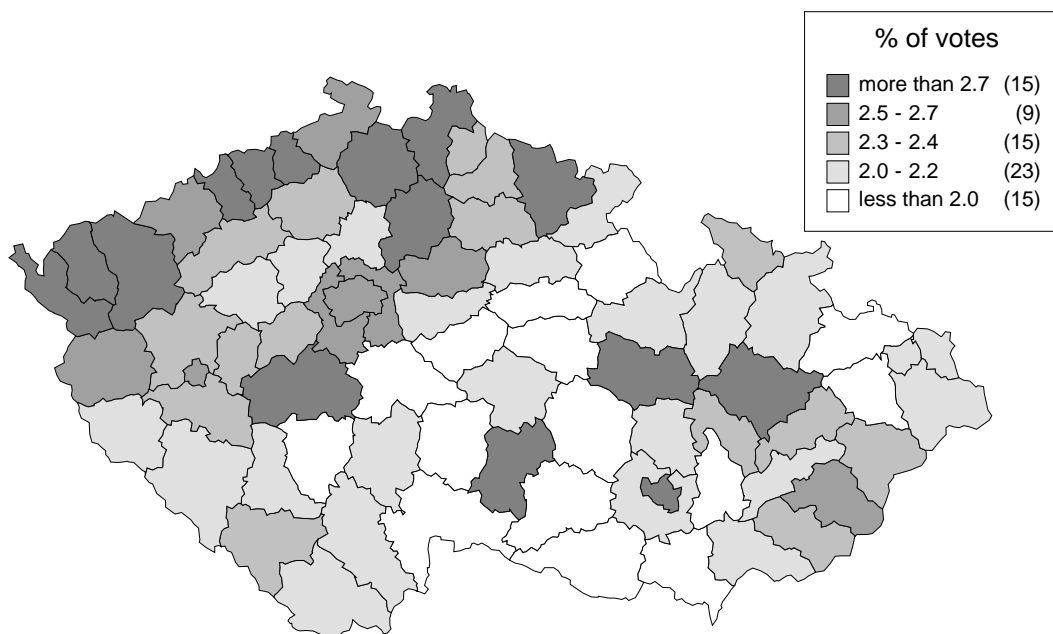 % of votes
more than 2.7 (15)
2.5 - 2.7 (9)
2.3 - 2.4 (15)
2.0 - 2.2 (23)
less than 2.0 (15)